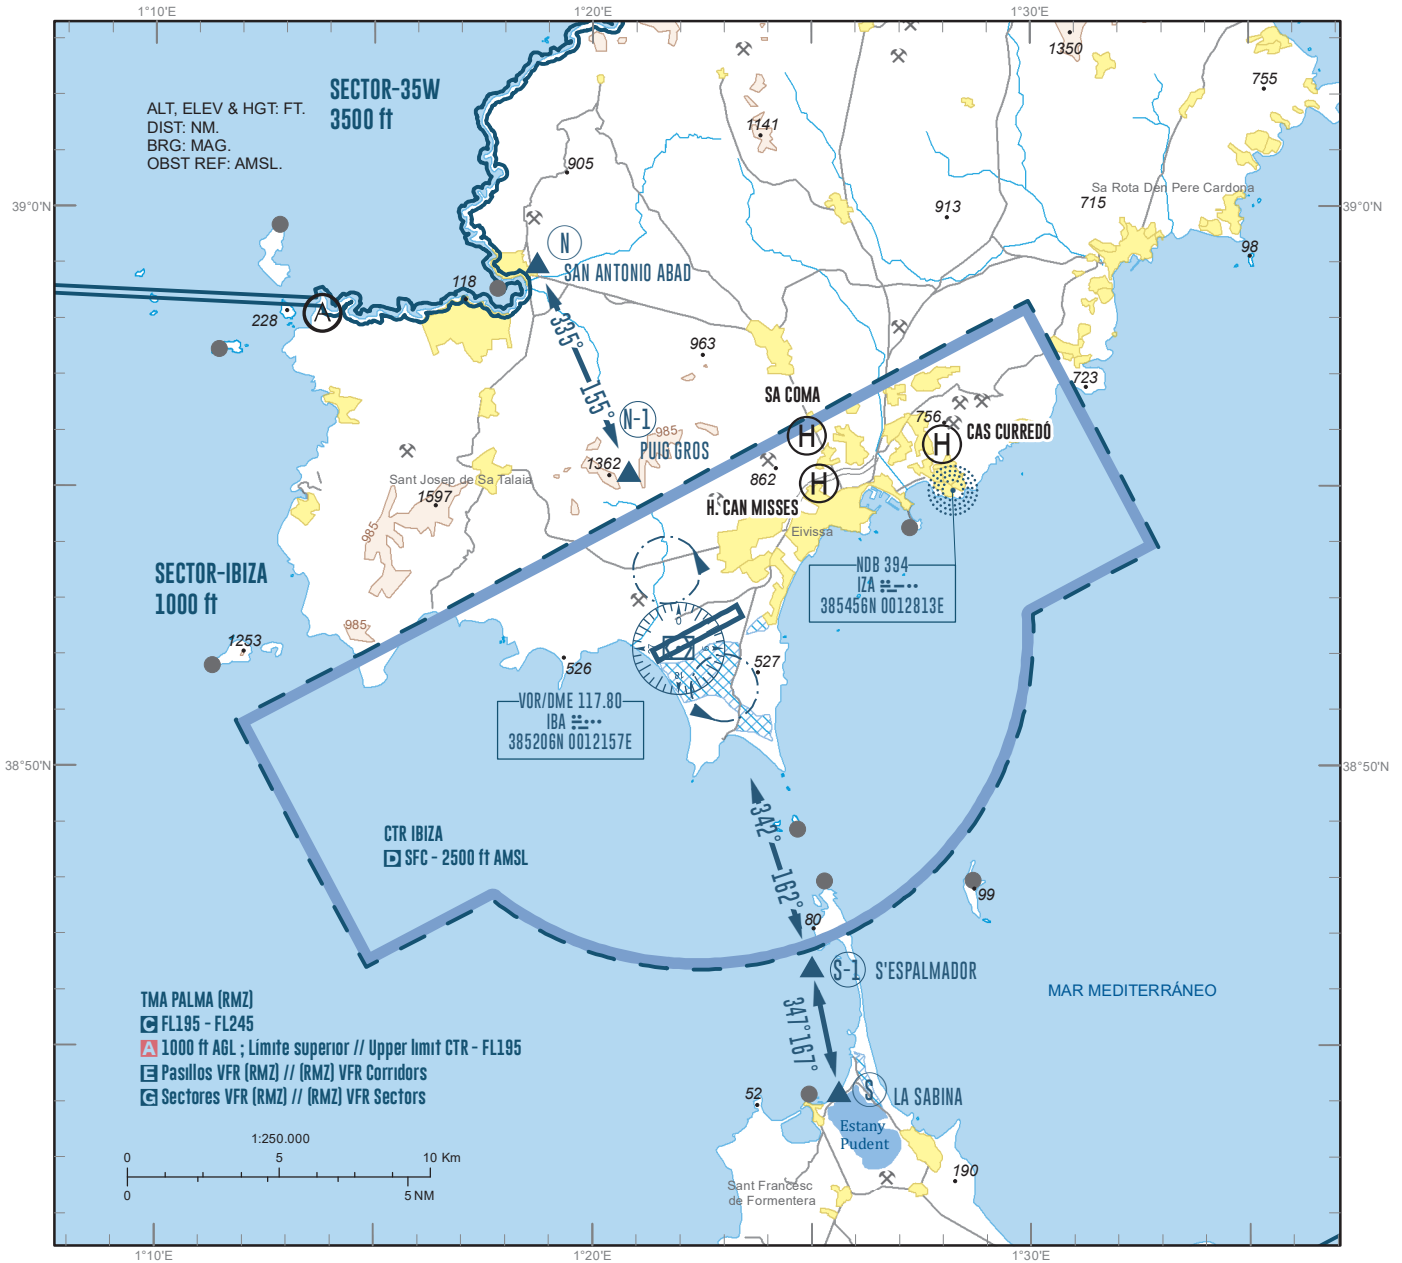 1°10'E
1°20'E
1°30'E
SECTOR-35W
3500 ft
ALT, ELEV & HGT: FT.
DIST: NM.
BRG: MAG.
OBST REF: AMSL.
1350
755
1141
905
Sa Rota Den Pere Cardona
715
913
39°0'N
39°0'N
98
N
SAN ANTONIO ABAD
118
A
228
335°
155°
963
723
SA COMA
N-1
PUIG GROS
985
H
756
H
CAS CURREDÓ
1362
862
H
H. CAN MISSES
Sant Josep de Sa Talaia
1597
985
Eivissa
NDB 394
IZA
385456N 0012813E
SECTOR-IBIZA
1000 ft
985
1253
0
18
526
527
VOR/DME 117.80
IBA
385206N 0012157E
38°50'N
38°50'N
342°
162°
CTR IBIZA
D SFC - 2500 ft AMSL
99
80
S-1
S'ESPALMADOR
MAR MEDITERRÁNEO
347°
167°
TMA PALMA (RMZ)
C FL195 - FL245
A 1000 ft AGL ; Límite superior // Upper limit CTR - FL195
E Pasillos VFR (RMZ) // (RMZ) VFR Corridors
G Sectores VFR (RMZ) // (RMZ) VFR Sectors
52
S
LA SABINA
Estany
Pudent
1:250.000
0
5
10 Km
0
5 NM
190
Sant Francesc
de Formentera
1°10'E
1°20'E
1°30'E